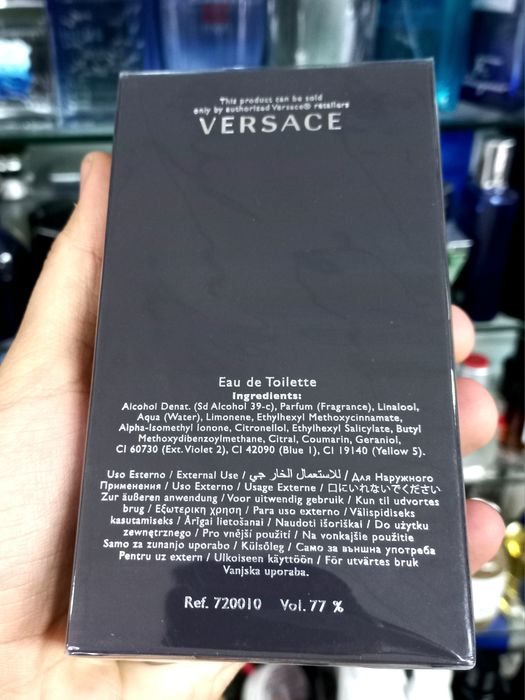 This product can be sold
only by authorized Versace® retailers
VERSACE
Eau de Toilette
Ingredients:
Alcohol Denat. (Sd Alcohol 39-c), Parfum (Fragrance), Linalool,
Aqua (Water), Limonene, Ethylhexyl Methoxycinnamate,
Alpha-Isomethyl Ionone, Citronellol, Ethylhexyl Salicylate, Butyl
Methoxydibenzoylmethane, Citral, Coumarin, Geraniol,
CI 60730 (Ext.Violet 2), CI 42090 (Blue 1), CI 19140 (Yellow 5).
Uso Esterno / External Use / للاستعمال الخارجي / Для Наружного
Применения / Uso Externo / Usage Externe / 口にいれないでください
Zur äußeren anwendung / Voor uitwendig gebruik / Kun til udvortes
brug / Εξωτερικη χρηση / Para uso externo / Välispidiseks
kasutamiseks / Ārīgai lietošanai / Naudoti išoriškai / Do użytku
zewnętrznego / Pro vnější použití / Na vonkajšie použitie
Samo za zunanjo uporabo / Külsőleg / Само за външна употреба
Pentru uz extern / Ulkoiseen käyttöön / För utvärtes bruk
Vanjska uporaba.
Ref. 720010 Vol. 77 %